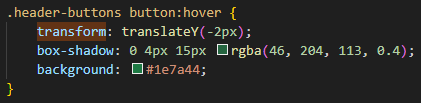 .header-buttons button:hover {
    transform: translateY(-2px);
    box-shadow: 0 4px 15px rgba(46, 204, 113, 0.4);
    background: #1e7a44;
}